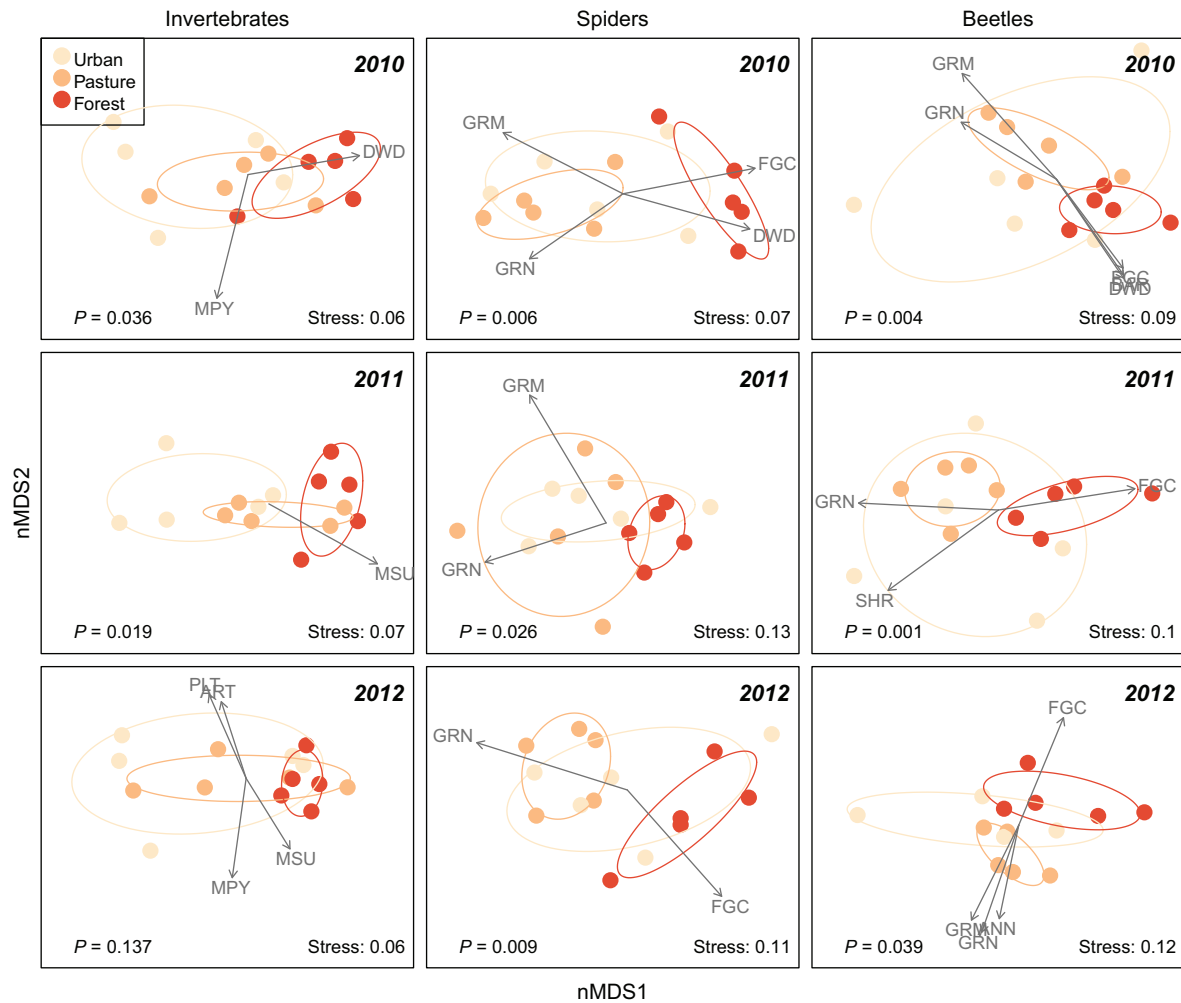 Invertebrates
Spiders
Beetles
Urban
Pasture
Forest
2010
DWD
MPY
P = 0.036
Stress: 0.06
2010
GRM
FGC
DWD
GRN
P = 0.006
Stress: 0.07
2010
GRM
GRN
FGC
DWD
P = 0.004
Stress: 0.09
nMDS2
2011
MSU
P = 0.019
Stress: 0.07
2011
GRM
GRN
P = 0.026
Stress: 0.13
2011
GRN
FGC
SHR
P = 0.001
Stress: 0.1
2012
PLT
ART
MSU
MPY
P = 0.137
Stress: 0.06
2012
GRN
FGC
P = 0.009
Stress: 0.11
2012
FGC
GRM
ANN
GRN
P = 0.039
Stress: 0.12
nMDS1